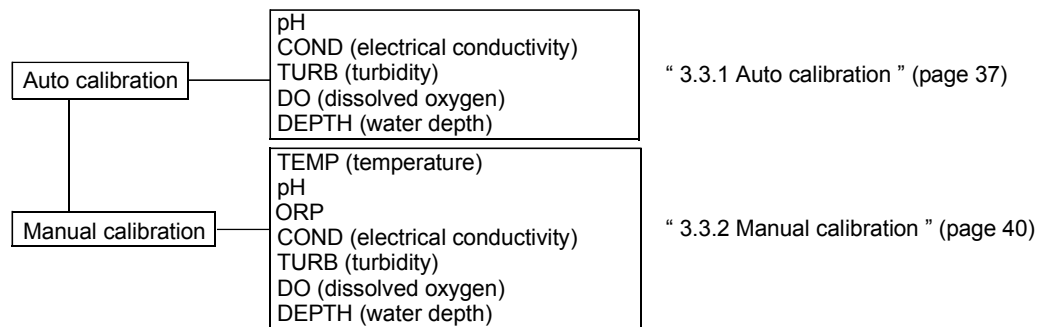 Auto calibration
pH
COND (electrical conductivity)
TURB (turbidity)
DO (dissolved oxygen)
DEPTH (water depth)
“ 3.3.1 Auto calibration ” (page 37)
Manual calibration
TEMP (temperature)
pH
ORP
COND (electrical conductivity)
TURB (turbidity)
DO (dissolved oxygen)
DEPTH (water depth)
“ 3.3.2 Manual calibration ” (page 40)